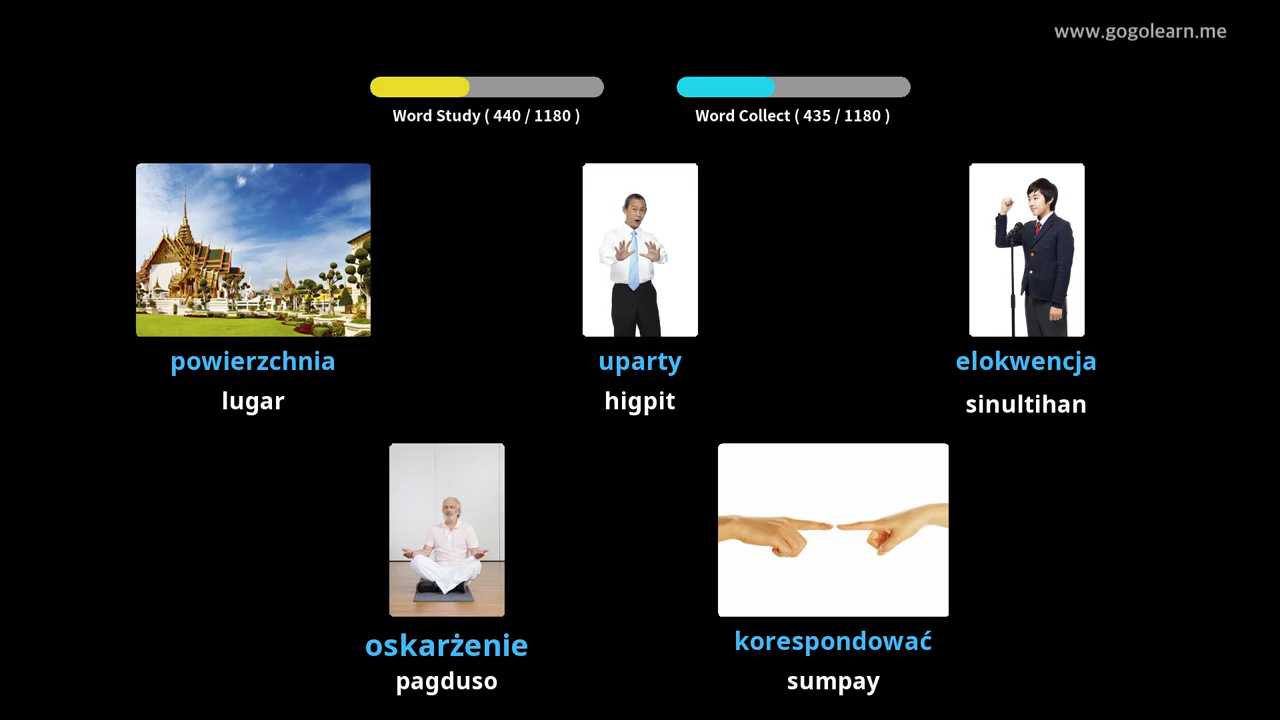 www.gogolearn.me
Word Study ( 440 / 1180 )
Word Collect ( 435 / 1180 )
powierzchnia
lugar
uparty
higpit
elokwencja
sinultihan
oskarżenie
pagduso
korespondować
sumpay